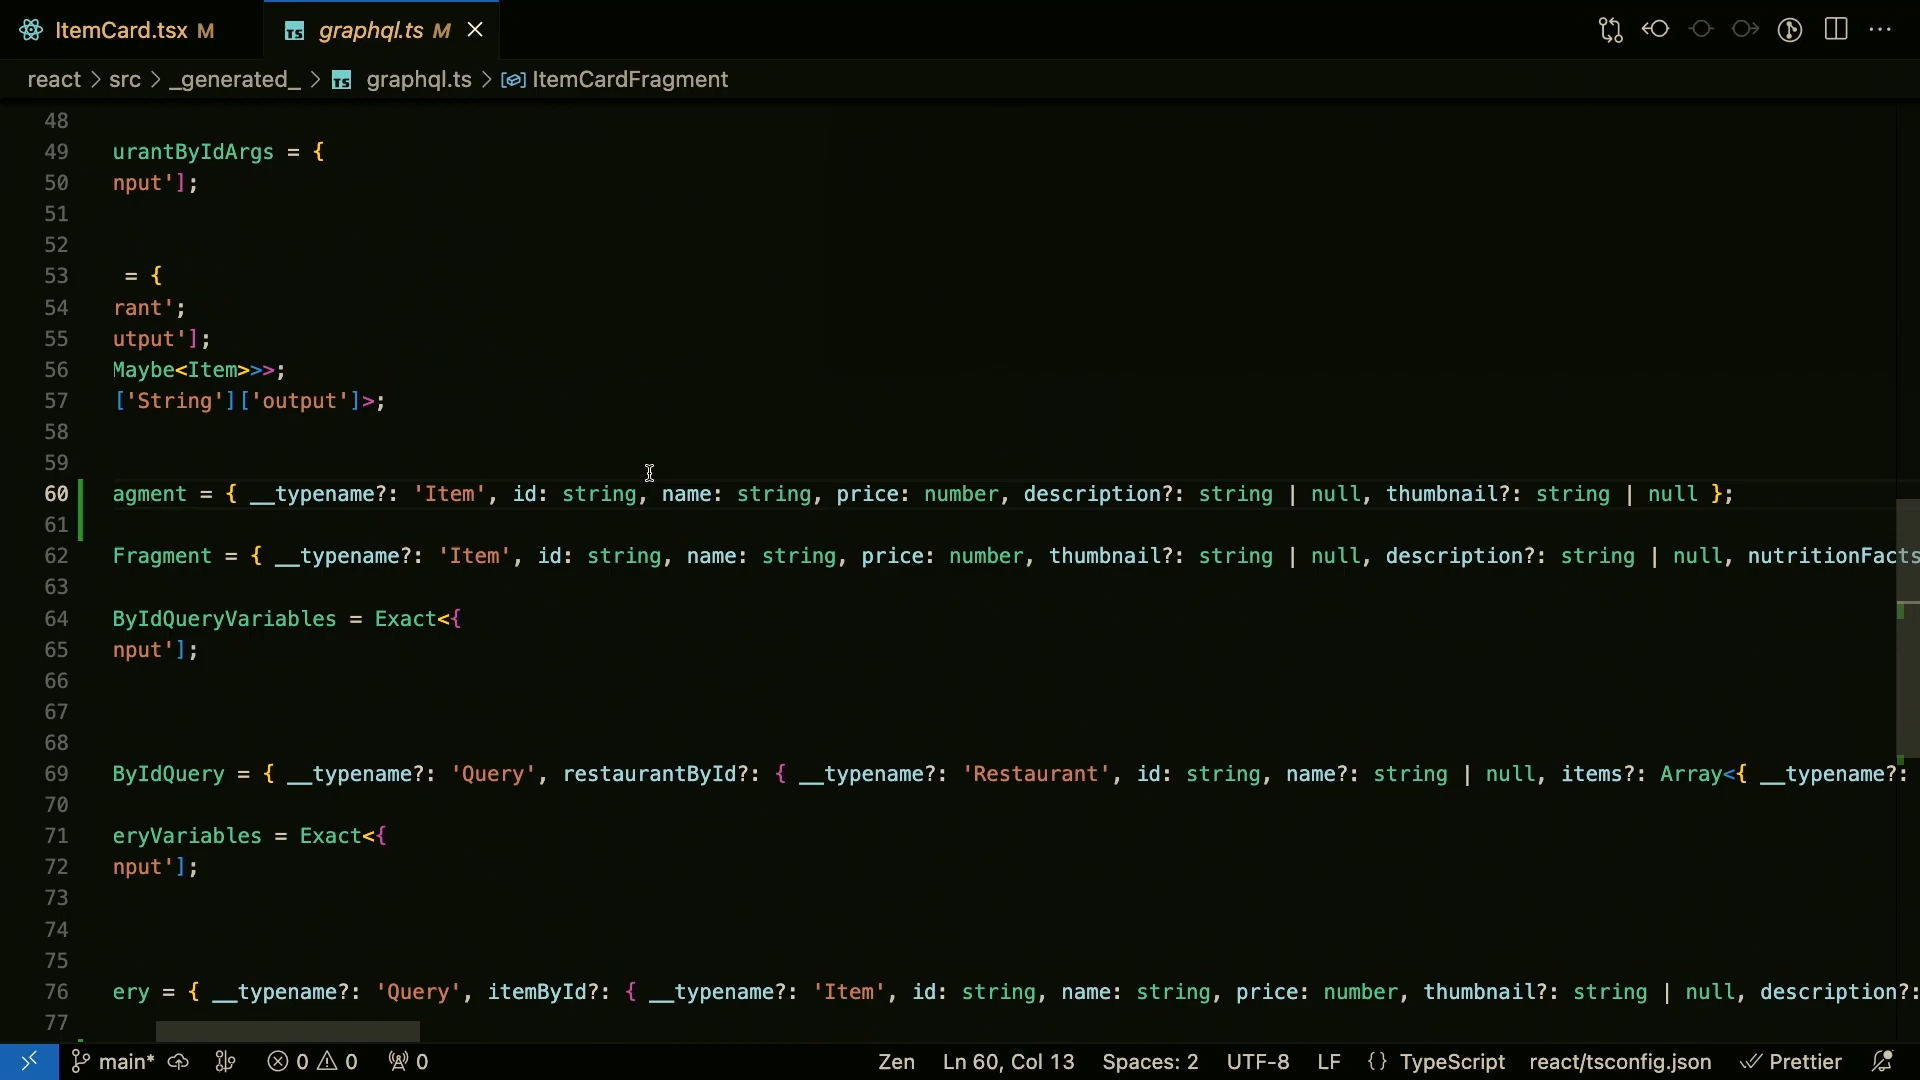 ItemCard.tsx M
TS graphql.ts M
react > src > _generated_ > TS graphql.ts > ItemCardFragment
48
49 urantByIdArgs = {
50 nput'];
51
52
53 = {
54 rant';
55 utput'];
56 Maybe<Item>>>;
57 ['String']['output']>;
58
59
60 agment = { __typename?: 'Item', id: string, name: string, price: number, description?: string | null, thumbnail?: string | null };
61
62 Fragment = { __typename?: 'Item', id: string, name: string, price: number, thumbnail?: string | null, description?: string | null, nutritionFacts
63
64 ByIdQueryVariables = Exact<{
65 nput'];
66
67
68
69 ByIdQuery = { __typename?: 'Query', restaurantById?: { __typename?: 'Restaurant', id: string, name?: string | null, items?: Array<{ __typename?:
70
71 eryVariables = Exact<{
72 nput'];
73
74
75
76 ery = { __typename?: 'Query', itemById?: { __typename?: 'Item', id: string, name: string, price: number, thumbnail?: string | null, description?:
77
main* 0 0 0 Zen Ln 60, Col 13 Spaces: 2 UTF-8 LF {} TypeScript react/tsconfig.json Prettier